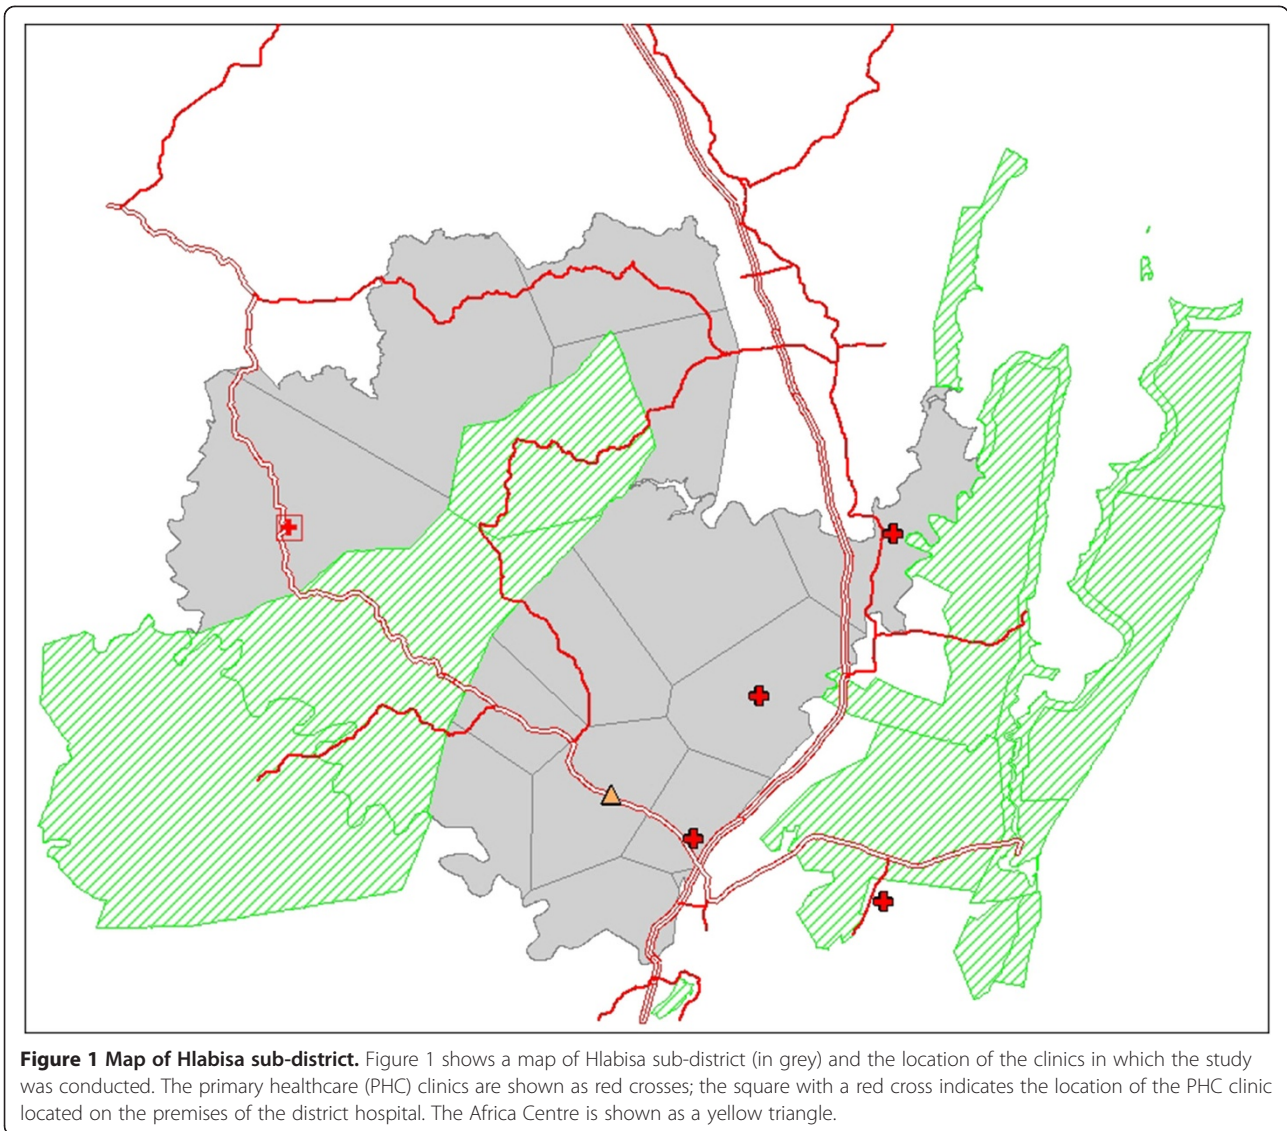 Figure 1 Map of Hlabisa sub-district. Figure 1 shows a map of Hlabisa sub-district (in grey) and the location of the clinics in which the study
was conducted. The primary healthcare (PHC) clinics are shown as red crosses; the square with a red cross indicates the location of the PHC clinic
located on the premises of the district hospital. The Africa Centre is shown as a yellow triangle.